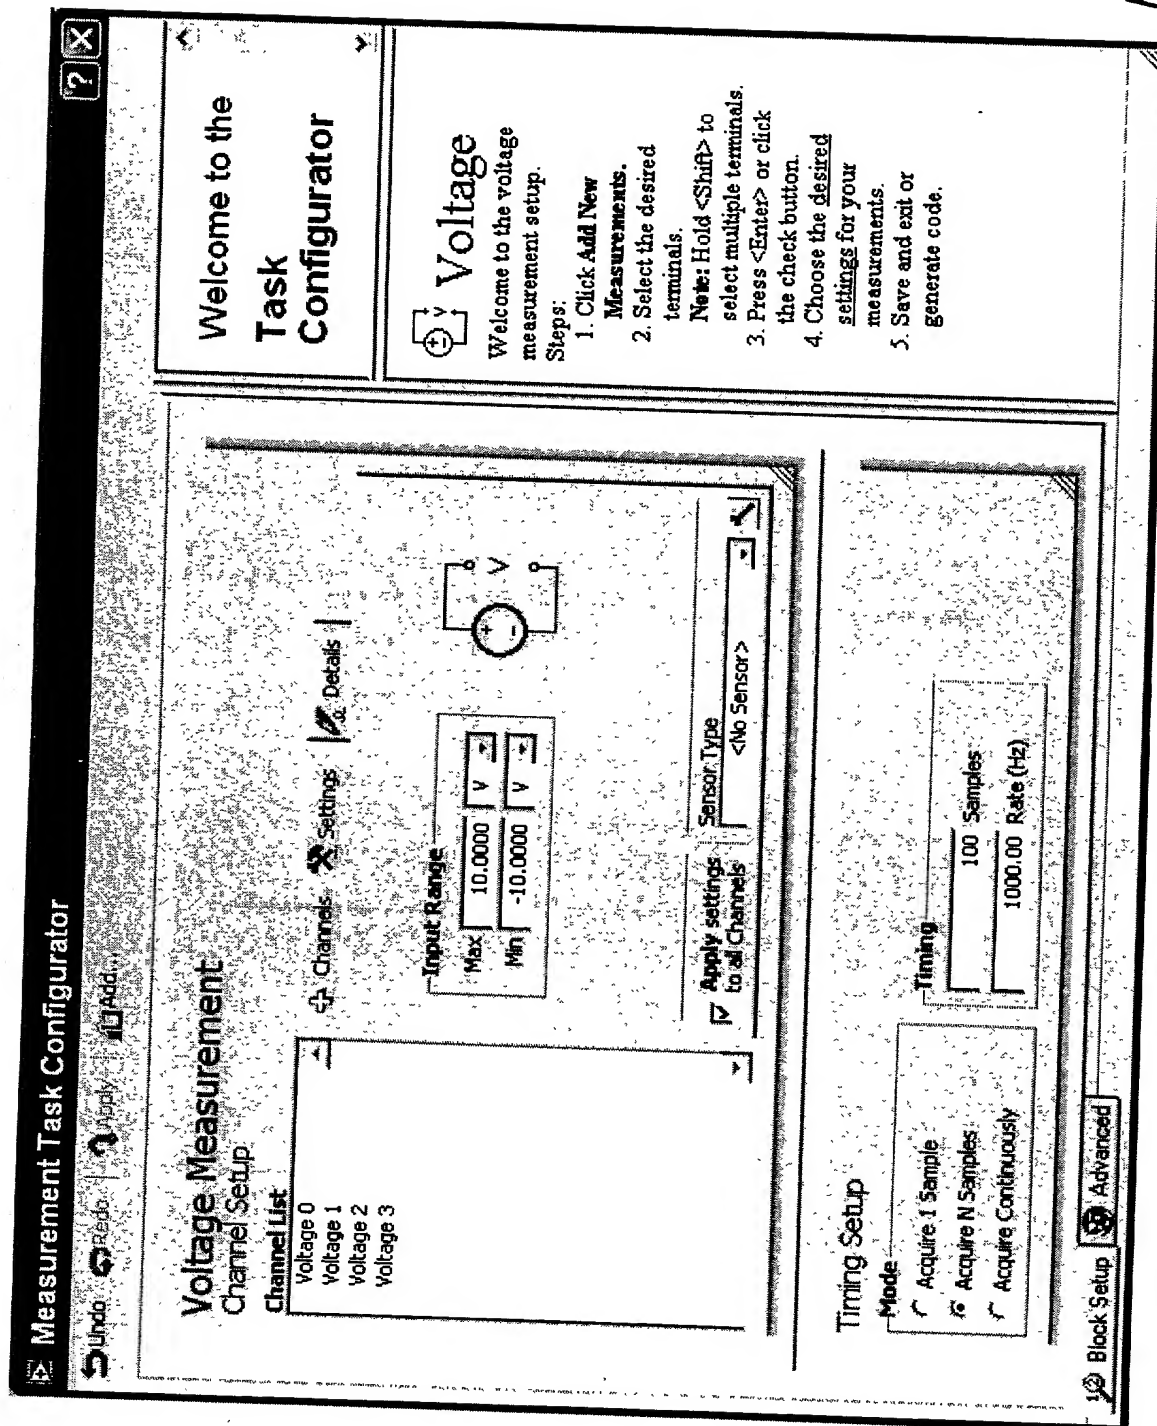 Measurement Task Configurator
Undo Redo Apply Add...
Voltage Measurement
Channel Setup
Channel List
Voltage 0
Voltage 1
Voltage 2
Voltage 3
Channels Settings Details
Input Range
Max 10.0000 V
Min -10.0000 V
V
Apply settings
to all Channels
Sensor Type
<No Sensor>
Timing Setup
Mode
Acquire 1 Sample
Acquire N Samples
Acquire Continuously
Timing
100 Samples
1000.00 Rate (Hz)
Block Setup Advanced
Welcome to the
Task
Configurator
V Voltage
Welcome to the voltage
measurement setup.
Steps:
1. Click Add New
Measurements.
2. Select the desired
terminals.
Note: Hold <Shift> to
select multiple terminals.
3. Press <Enter> or click
the check button.
4. Choose the desired
settings for your
measurements.
5. Save and exit or
generate code.